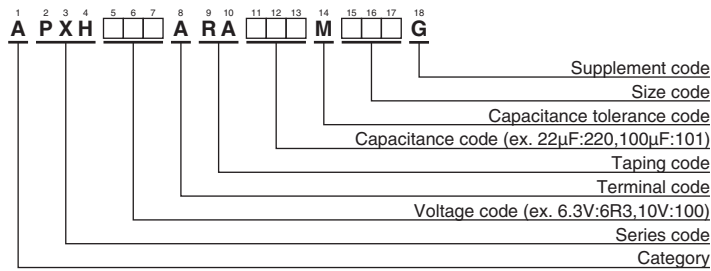 1 2 3 4 5 6 7 8 9 10 11 12 13 14 15 16 17 18
A PXH A RA M G
Supplement code
Size code
Capacitance tolerance code
Capacitance code (ex. 22μF:220,100μF:101)
Taping code
Terminal code
Voltage code (ex. 6.3V:6R3,10V:100)
Series code
Category